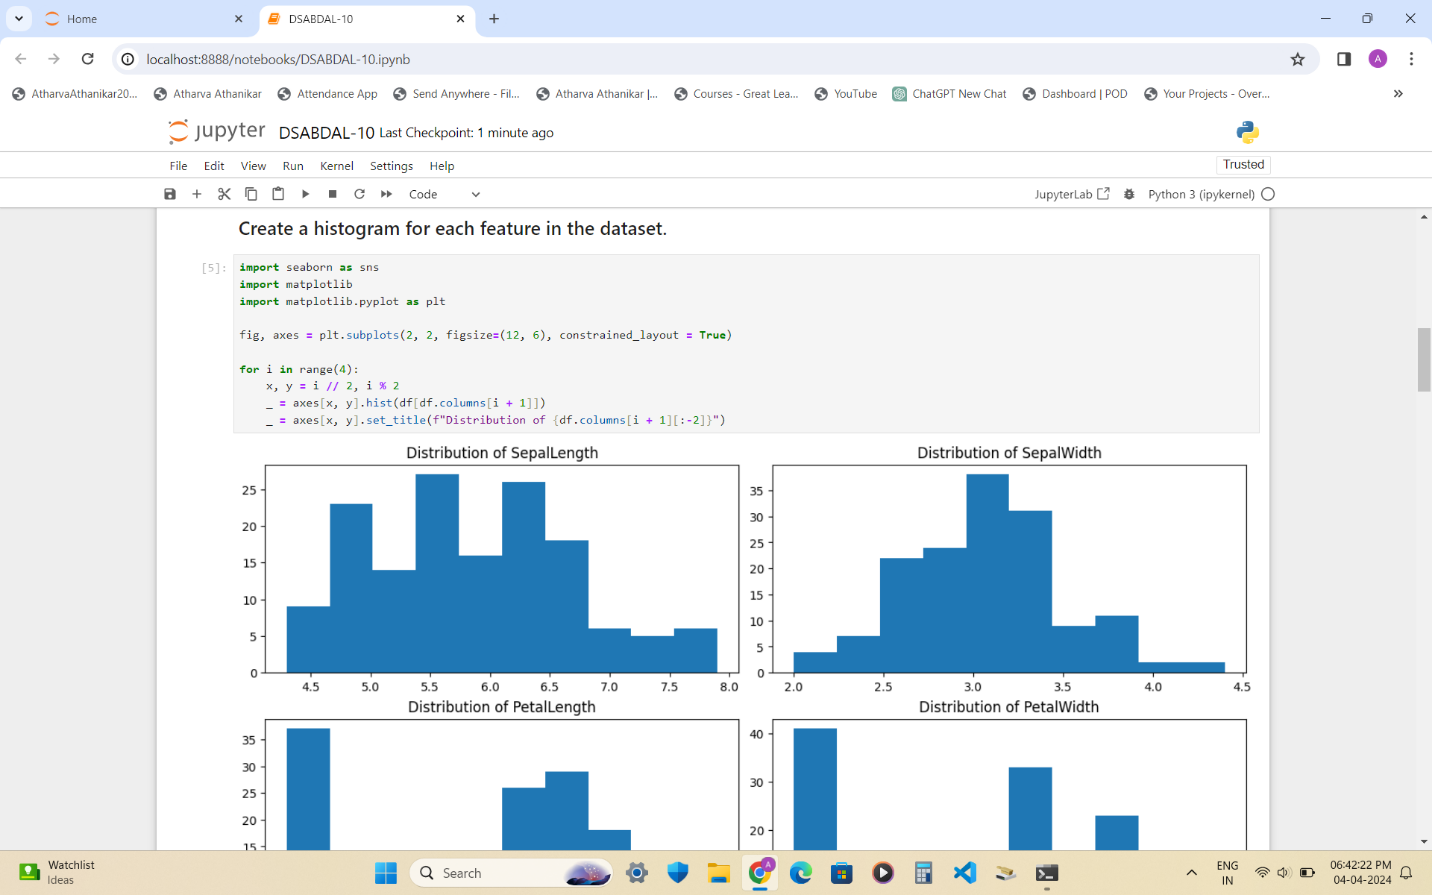 Home
DSABDAL-10
localhost:8888/notebooks/DSABDAL-10.ipynb
A
AtharvaAthanikar20...
Atharva Athanikar
Attendance App
Send Anywhere - Fil...
Atharva Athanikar |...
Courses - Great Lea...
YouTube
ChatGPT New Chat
Dashboard | POD
Your Projects - Over...
»
jupyter DSABDAL-10 Last Checkpoint: 1 minute ago
File Edit View Run Kernel Settings Help
Trusted
Code
JupyterLab
Python 3 (ipykernel)
Create a histogram for each feature in the dataset.
[5]:
import seaborn as sns
import matplotlib
import matplotlib.pyplot as plt
fig, axes = plt.subplots(2, 2, figsize=(12, 6), constrained_layout = True)
for i in range(4):
    x, y = i // 2, i % 2
    _ = axes[x, y].hist(df[df.columns[i + 1]])
    _ = axes[x, y].set_title(f"Distribution of {df.columns[i + 1][:-2]}")
Distribution of SepalLength
25
20
15
10
5
0
4.5 5.0 5.5 6.0 6.5 7.0 7.5 8.0
Distribution of SepalWidth
35
30
25
20
15
10
5
0
2.0 2.5 3.0 3.5 4.0 4.5
Distribution of PetalLength
35
30
25
20
15
Distribution of PetalWidth
40
30
20
Watchlist
Ideas
Search
A
ENG
IN
06:42:22 PM
04-04-2024